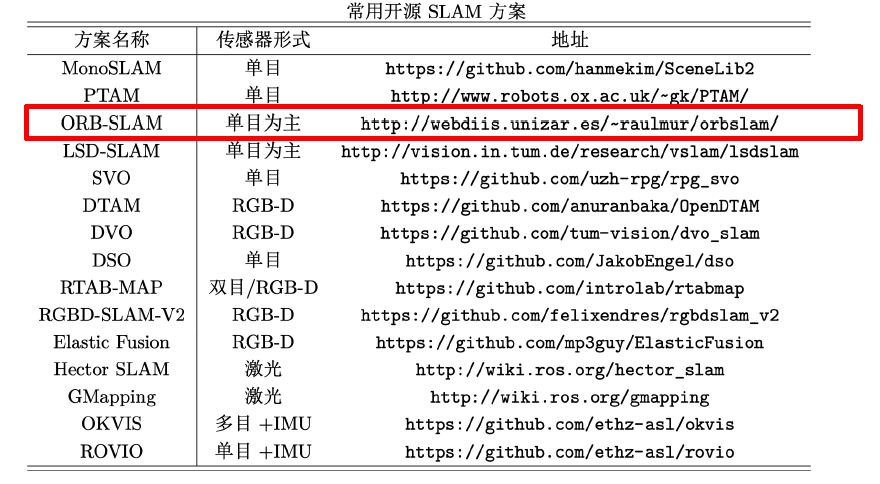 常用开源 SLAM 方案
方案名称 传感器形式 地址
MonoSLAM 单目 https://github.com/hanmekim/SceneLib2
PTAM 单目 http://www.robots.ox.ac.uk/~gk/PTAM/
ORB-SLAM 单目为主 http://webdiis.unizar.es/~raulmur/orbslam/
LSD-SLAM 单目为主 http://vision.in.tum.de/research/vslam/lsdslam
SVO 单目 https://github.com/uzh-rpg/rpg_svo
DTAM RGB-D https://github.com/anuranbaka/OpenDTAM
DVO RGB-D https://github.com/tum-vision/dvo_slam
DSO 单目 https://github.com/JakobEngel/dso
RTAB-MAP 双目/RGB-D https://github.com/introlab/rtabmap
RGBD-SLAM-V2 RGB-D https://github.com/felixendres/rgbdslam_v2
Elastic Fusion RGB-D https://github.com/mp3guy/ElasticFusion
Hector SLAM 激光 http://wiki.ros.org/hector_slam
GMapping 激光 http://wiki.ros.org/gmapping
OKVIS 多目 +IMU https://github.com/ethz-asl/okvis
ROVIO 单目 +IMU https://github.com/ethz-asl/rovio